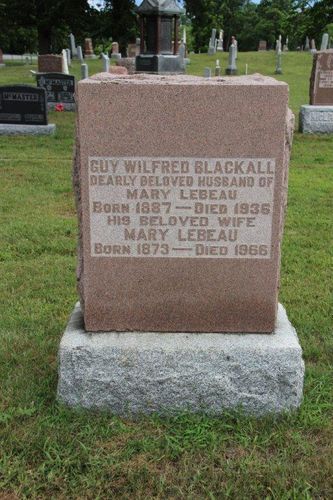 McMASTER
GUY WILFRED BLACKALL
DEARLY BELOVED HUSBAND OF
MARY LEBEAU
BORN 1887 — DIED 1936
HIS BELOVED WIFE
MARY LEBEAU
BORN 1873 — DIED 1966